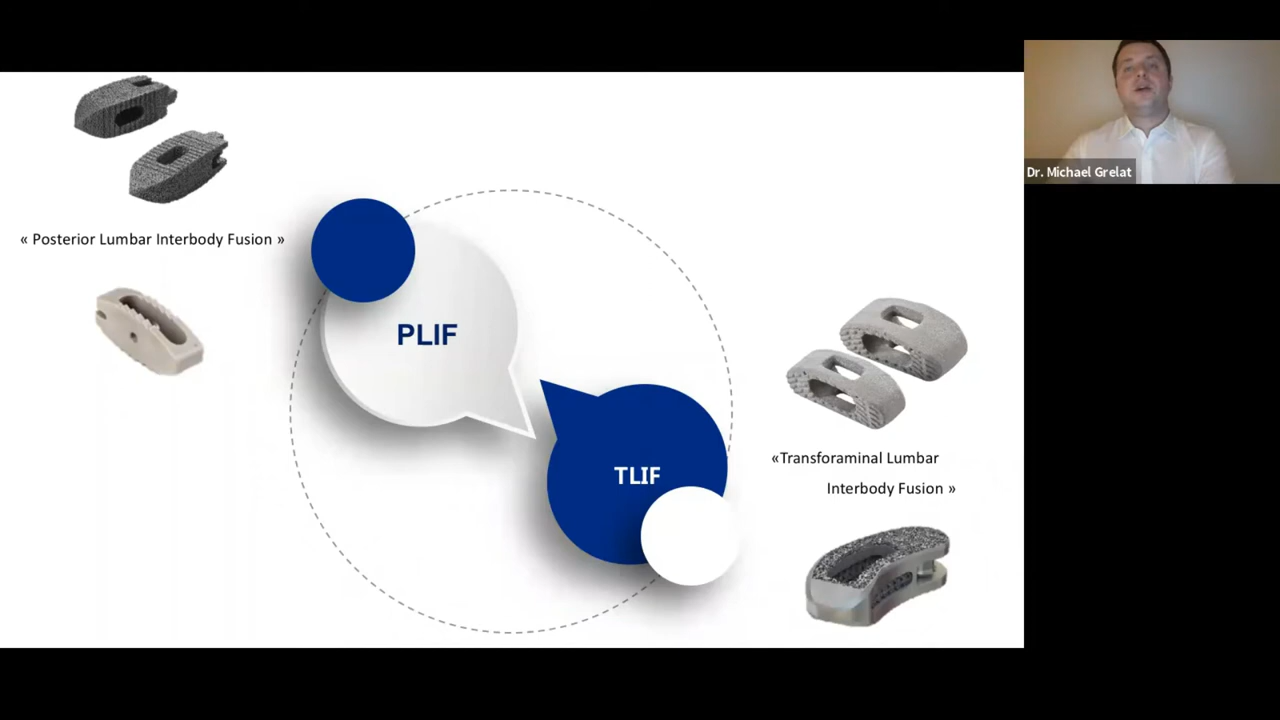 Dr. Michael Grelat
« Posterior Lumbar Interbody Fusion »
PLIF
TLIF
«Transforaminal Lumbar
Interbody Fusion »